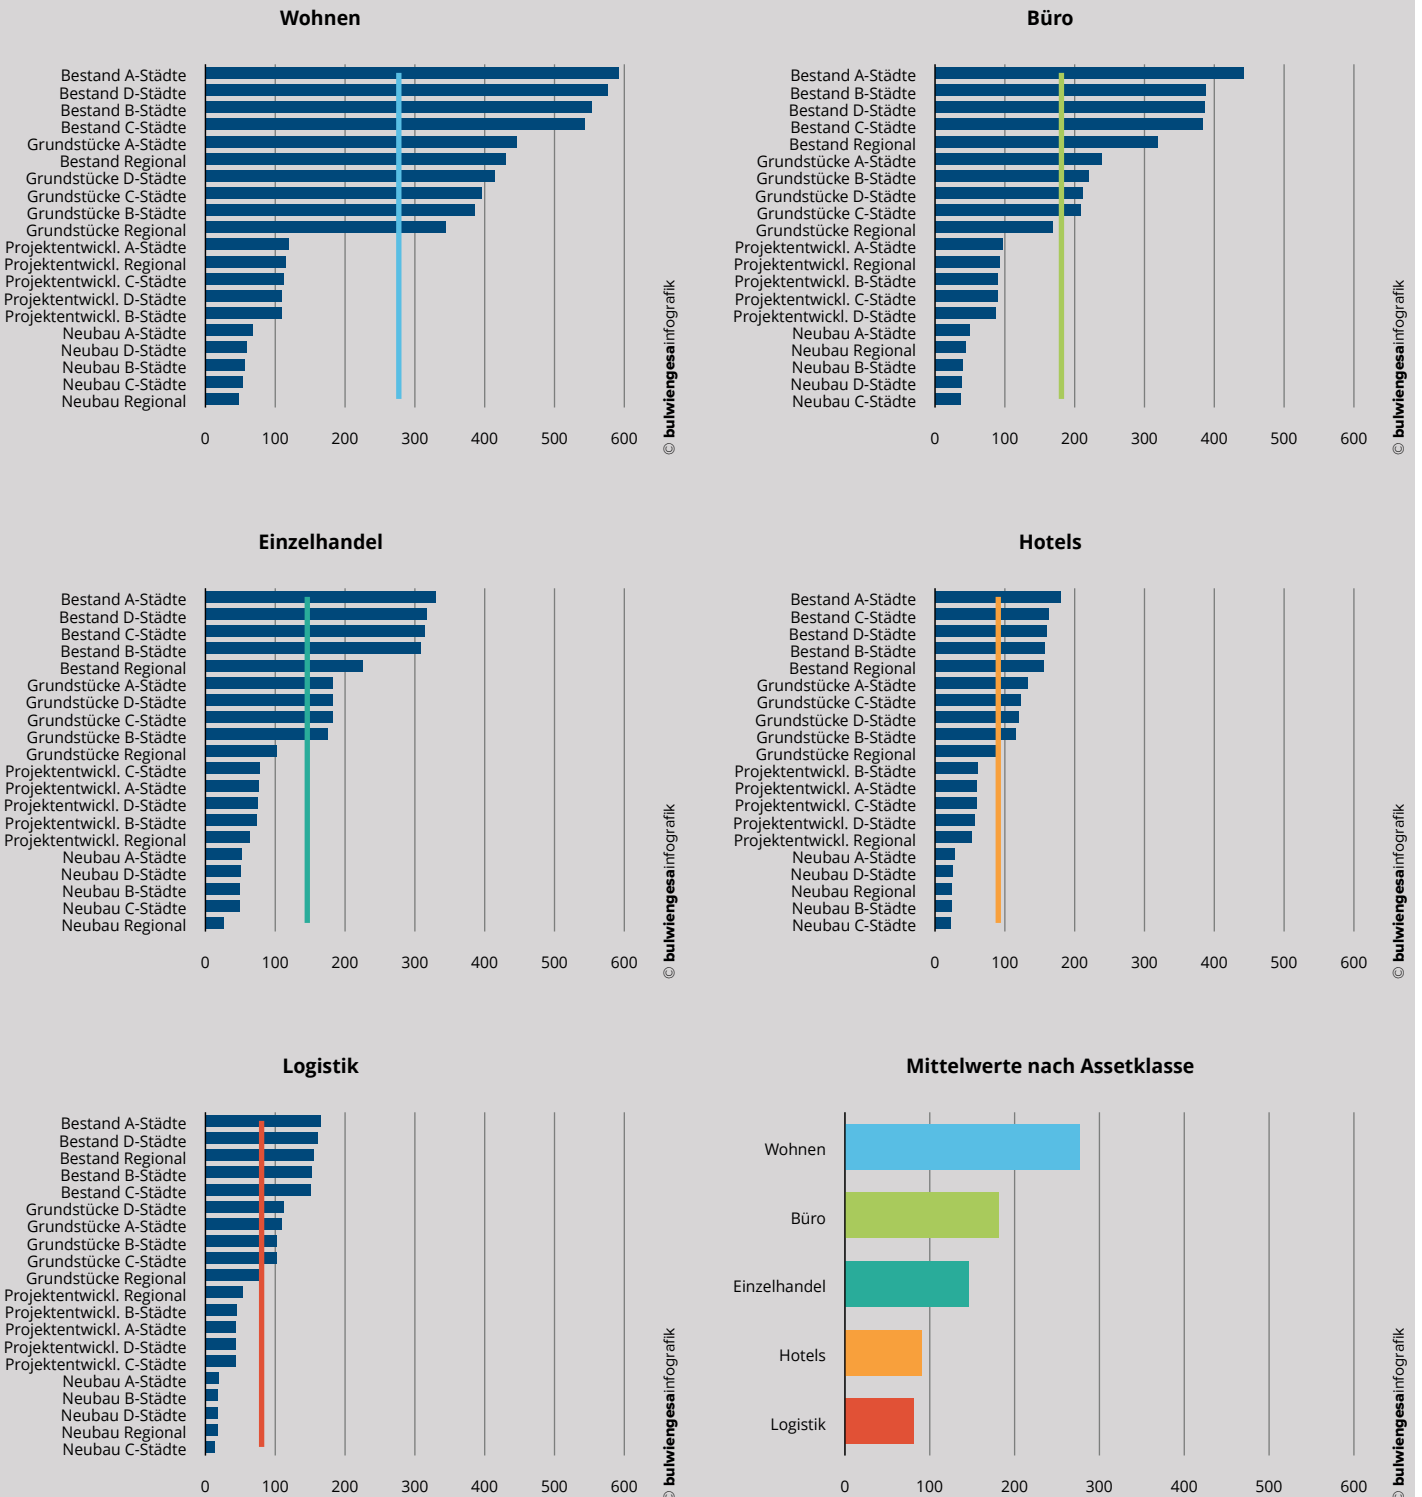 Wohnen
Bestand A-Städte
Bestand D-Städte
Bestand B-Städte
Bestand C-Städte
Grundstücke A-Städte
Bestand Regional
Grundstücke D-Städte
Grundstücke C-Städte
Grundstücke B-Städte
Grundstücke Regional
Projektentwickl. A-Städte
Projektentwickl. Regional
Projektentwickl. C-Städte
Projektentwickl. D-Städte
Projektentwickl. B-Städte
Neubau A-Städte
Neubau D-Städte
Neubau B-Städte
Neubau C-Städte
Neubau Regional
0 100 200 300 400 500 600
© bulwiengesainfografik
Büro
Bestand A-Städte
Bestand B-Städte
Bestand D-Städte
Bestand C-Städte
Bestand Regional
Grundstücke A-Städte
Grundstücke B-Städte
Grundstücke D-Städte
Grundstücke C-Städte
Grundstücke Regional
Projektentwickl. A-Städte
Projektentwickl. Regional
Projektentwickl. B-Städte
Projektentwickl. C-Städte
Projektentwickl. D-Städte
Neubau A-Städte
Neubau Regional
Neubau B-Städte
Neubau D-Städte
Neubau C-Städte
0 100 200 300 400 500 600
© bulwiengesainfografik
Einzelhandel
Bestand A-Städte
Bestand D-Städte
Bestand C-Städte
Bestand B-Städte
Bestand Regional
Grundstücke A-Städte
Grundstücke D-Städte
Grundstücke C-Städte
Grundstücke B-Städte
Grundstücke Regional
Projektentwickl. C-Städte
Projektentwickl. A-Städte
Projektentwickl. D-Städte
Projektentwickl. B-Städte
Projektentwickl. Regional
Neubau A-Städte
Neubau D-Städte
Neubau B-Städte
Neubau C-Städte
Neubau Regional
0 100 200 300 400 500 600
© bulwiengesainfografik
Hotels
Bestand A-Städte
Bestand C-Städte
Bestand D-Städte
Bestand B-Städte
Bestand Regional
Grundstücke A-Städte
Grundstücke C-Städte
Grundstücke D-Städte
Grundstücke B-Städte
Grundstücke Regional
Projektentwickl. B-Städte
Projektentwickl. A-Städte
Projektentwickl. C-Städte
Projektentwickl. D-Städte
Projektentwickl. Regional
Neubau A-Städte
Neubau D-Städte
Neubau Regional
Neubau B-Städte
Neubau C-Städte
0 100 200 300 400 500 600
© bulwiengesainfografik
Logistik
Bestand A-Städte
Bestand D-Städte
Bestand Regional
Bestand B-Städte
Bestand C-Städte
Grundstücke D-Städte
Grundstücke A-Städte
Grundstücke B-Städte
Grundstücke C-Städte
Grundstücke Regional
Projektentwickl. Regional
Projektentwickl. B-Städte
Projektentwickl. A-Städte
Projektentwickl. D-Städte
Projektentwickl. C-Städte
Neubau A-Städte
Neubau B-Städte
Neubau D-Städte
Neubau Regional
Neubau C-Städte
0 100 200 300 400 500 600
© bulwiengesainfografik
Mittelwerte nach Assetklasse
Wohnen
Büro
Einzelhandel
Hotels
Logistik
0 100 200 300 400 500 600
© bulwiengesainfografik